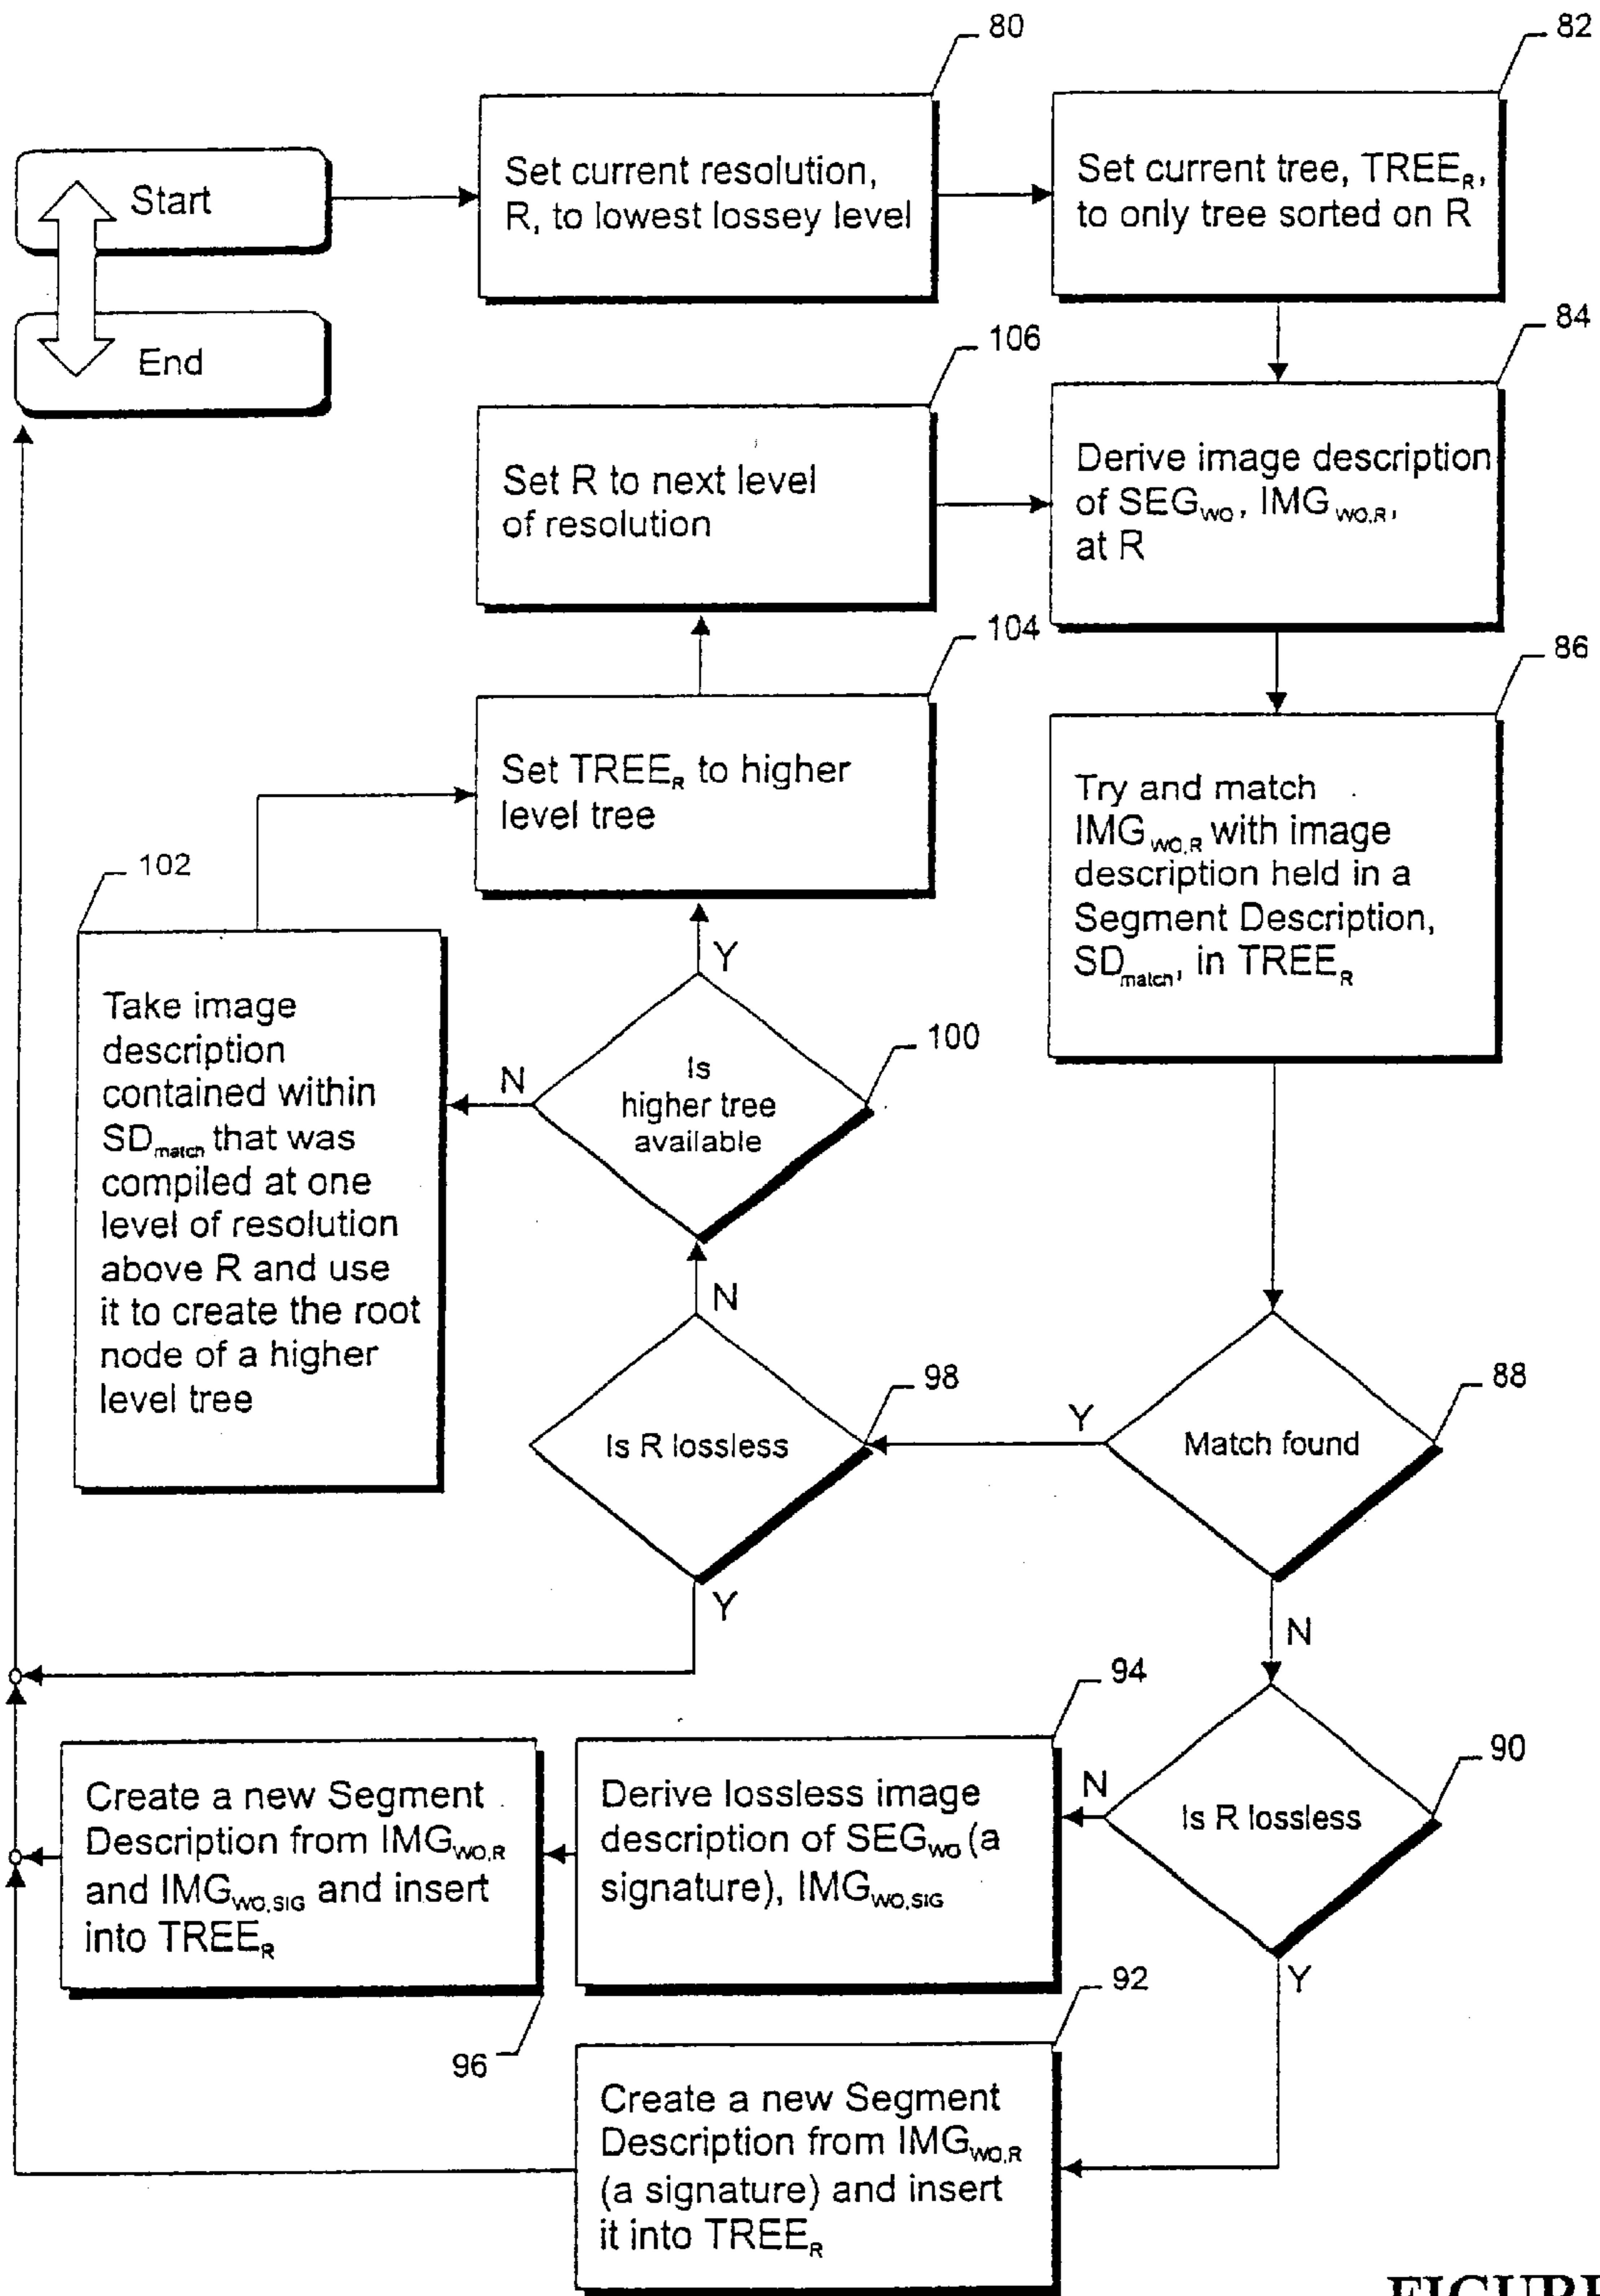 80
82
Start
Set current resolution,
R, to lowest lossey level
Set current tree, TREE_R,
to only tree sorted on R
End
106
84
Set R to next level
of resolution
Derive image description
of SEG_WO, IMG_WO,R,
at R
104
86
Set TREE_R to higher
level tree
Try and match
IMG_WO,R with image
description held in a
Segment Description,
SD_match, in TREE_R
102
Y
Take image
description
contained within
SD_match that was
compiled at one
level of resolution
above R and use
it to create the root
node of a higher
level tree
N
Is
higher tree
available
100
N
98
88
Is R lossless
Y
Match found
Y
N
94
90
Create a new Segment
Description from IMG_WO,R
and IMG_WO,SIG and insert
into TREE_R
Derive lossless image
description of SEG_WO (a
signature), IMG_WO,SIG
N
Is R lossless
Y
96
92
Create a new Segment
Description from IMG_WO,R
(a signature) and insert
it into TREE_R
FIGURE